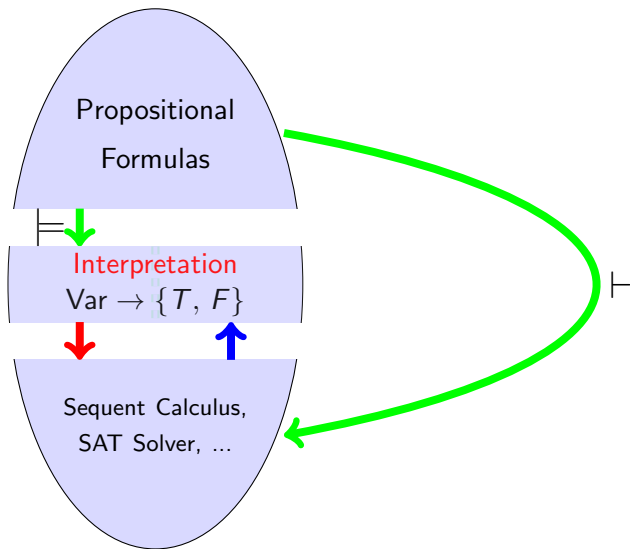 Propositional
Formulas
⊨
Interpretation
Var → {T, F}
⊢
Sequent Calculus,
SAT Solver, ...